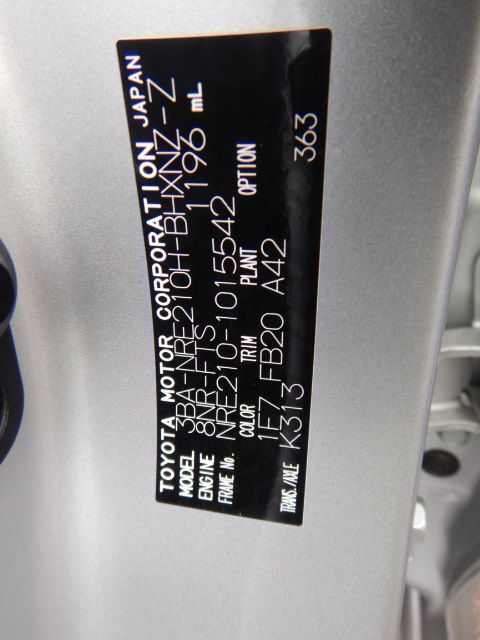 TOYOTA MOTOR CORPORATION JAPAN
MODEL 3BA-NRE210H-BHXNZ-Z
ENGINE 8NR-FTS 1196 mL
FRAME No. NRE210-1015542
COLOR TRIM PLANT OPTION
1F7 FB20 A42
TRANS./AXLE K313 363